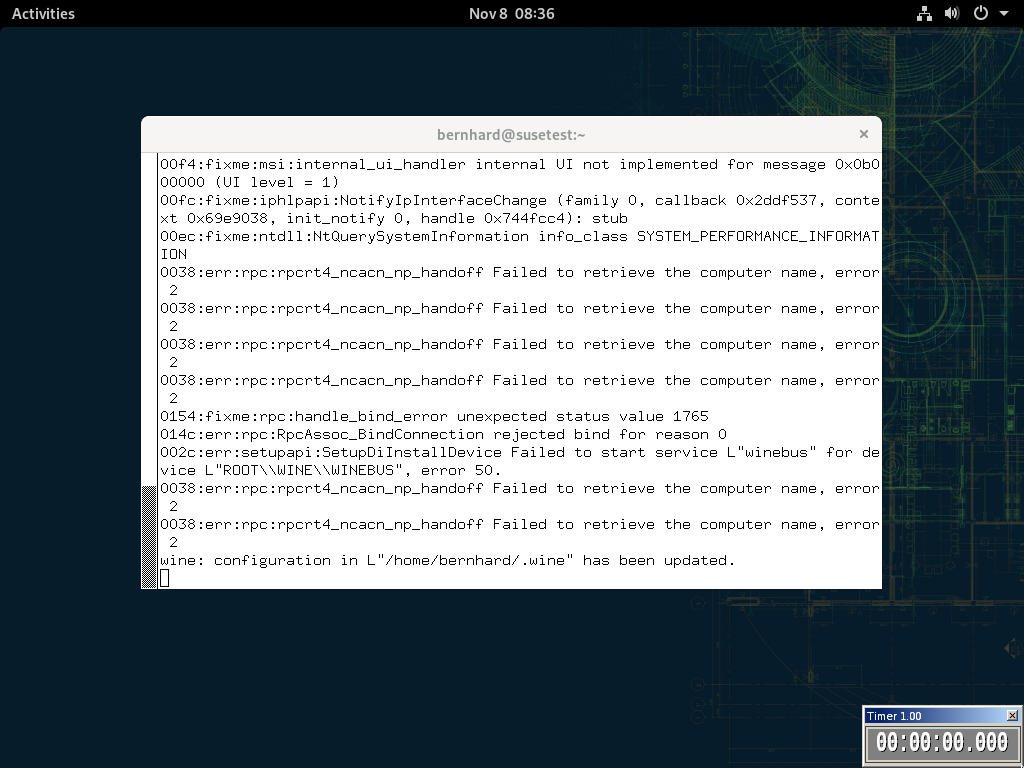 Activities
Nov 8 08:36
bernhard@susetest:~
00f4:fixme:msi:internal_ui_handler internal UI not implemented for message 0x0b0
00000 (UI level = 1)
00fc:fixme:iphlpapi:NotifyIpInterfaceChange (family 0, callback 0x2ddf537, conte
xt 0x69e9038, init_notify 0, handle 0x744fcc4): stub
00ec:fixme:ntdll:NtQuerySystemInformation info_class SYSTEM_PERFORMANCE_INFORMAT
ION
0038:err:rpc:rpcrt4_ncacn_np_handoff Failed to retrieve the computer name, error
2
0038:err:rpc:rpcrt4_ncacn_np_handoff Failed to retrieve the computer name, error
2
0038:err:rpc:rpcrt4_ncacn_np_handoff Failed to retrieve the computer name, error
2
0038:err:rpc:rpcrt4_ncacn_np_handoff Failed to retrieve the computer name, error
2
0154:fixme:rpc:handle_bind_error unexpected status value 1765
014c:err:rpc:RpcAssoc_BindConnection rejected bind for reason 0
002c:err:setupapi:SetupDiInstallDevice Failed to start service L"winebus" for de
vice L"ROOT\\WINE\\WINEBUS", error 50.
0038:err:rpc:rpcrt4_ncacn_np_handoff Failed to retrieve the computer name, error
2
0038:err:rpc:rpcrt4_ncacn_np_handoff Failed to retrieve the computer name, error
2
wine: configuration in L"/home/bernhard/.wine" has been updated.
Timer 1.00
00:00:00.000